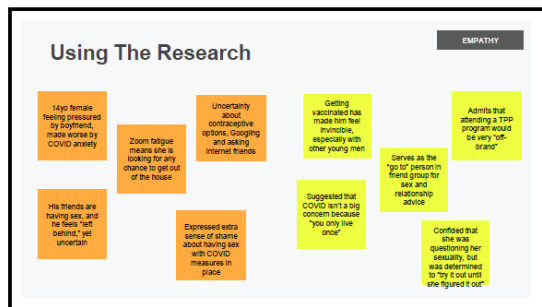 EMPATHY
Using The Research
14yo female
feeling pressured
by boyfriend,
made worse by
COVID anxiety
Zoom fatigue
means she is
looking for any
chance to get out
of the house
Uncertainty
about
contraceptive
options, Googling
and asking
internet friends
His friends are
having sex, and
he feels "left
behind," yet
uncertain
Expressed extra
sense of shame
about having sex
with COVID
measures in
place
Getting
vaccinated has
made him feel
invincible,
especially with
other young men
Admits that
attending a TPP
program would
be very "off-
brand"
Serves as the
"go to" person in
friend group for
sex and
relationship
advice
Suggested that
COVID isn't a big
concern because
"you only live
once"
Confided that
she was
questioning her
sexuality, but
was determined
to "try it out until
she figured it out"